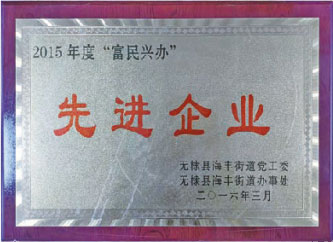 2015年度“富民兴办”
先进企业
无棣县海丰街道党工委
无棣县海丰街道办事处
二〇一六年三月